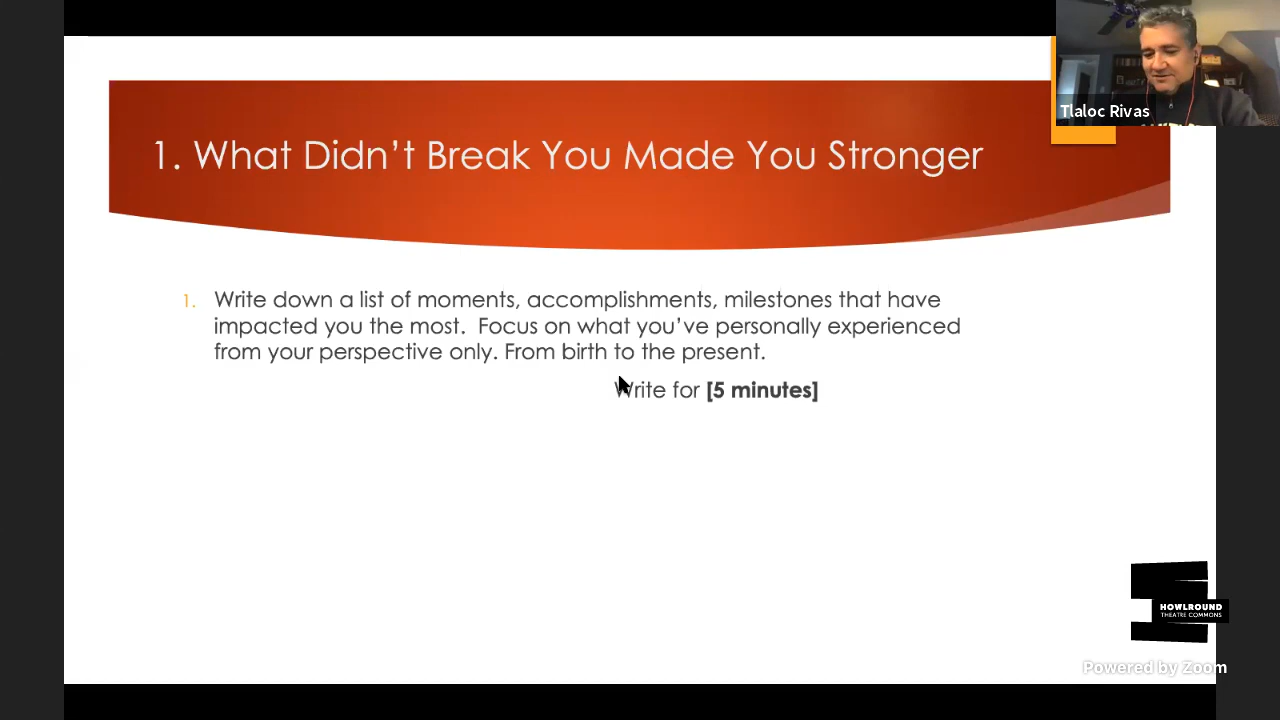 Tlaloc Rivas
1. What Didn't Break You Made You Stronger
1. Write down a list of moments, accomplishments, milestones that have
impacted you the most.  Focus on what you've personally experienced
from your perspective only. From birth to the present.
Write for [5 minutes]
HOWLROUND
THEATRE COMMONS
Powered by Zoom